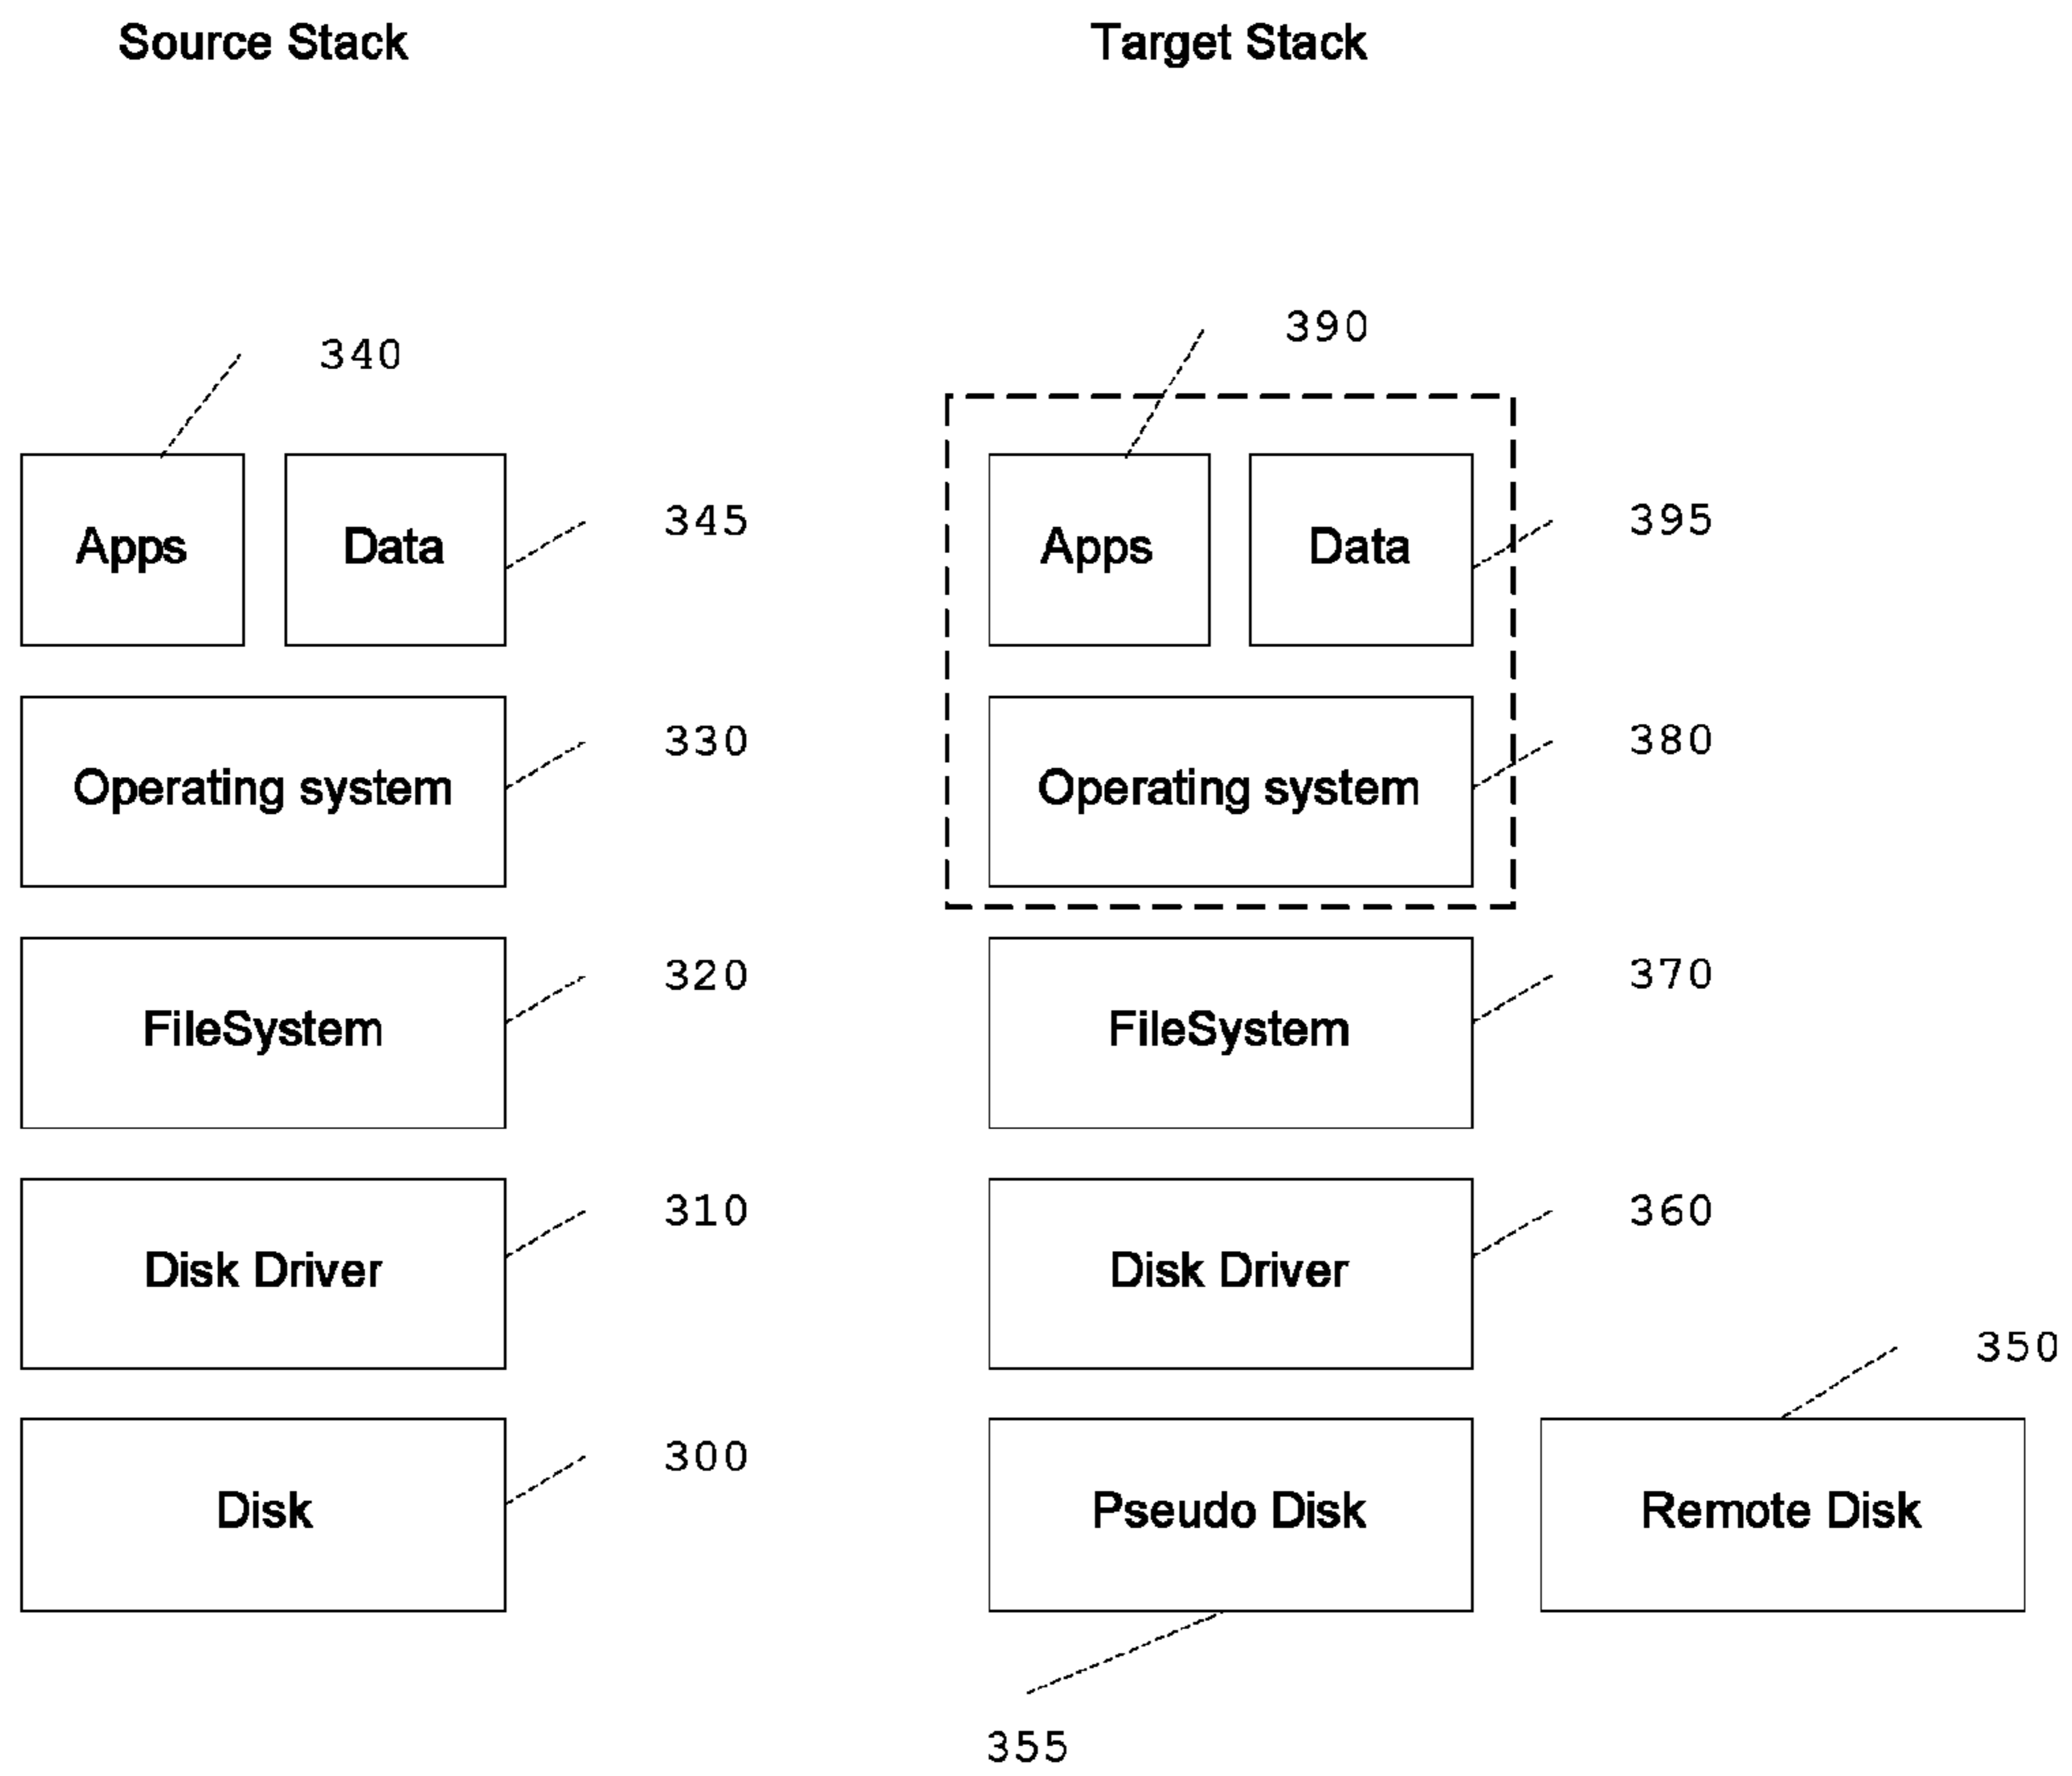 Source Stack
Target Stack
390
340
345
395
Apps
Data
Apps
Data
330
380
Operating system
Operating system
320
370
FileSystem
FileSystem
310
360
Disk Driver
Disk Driver
350
300
Disk
Pseudo Disk
Remote Disk
355